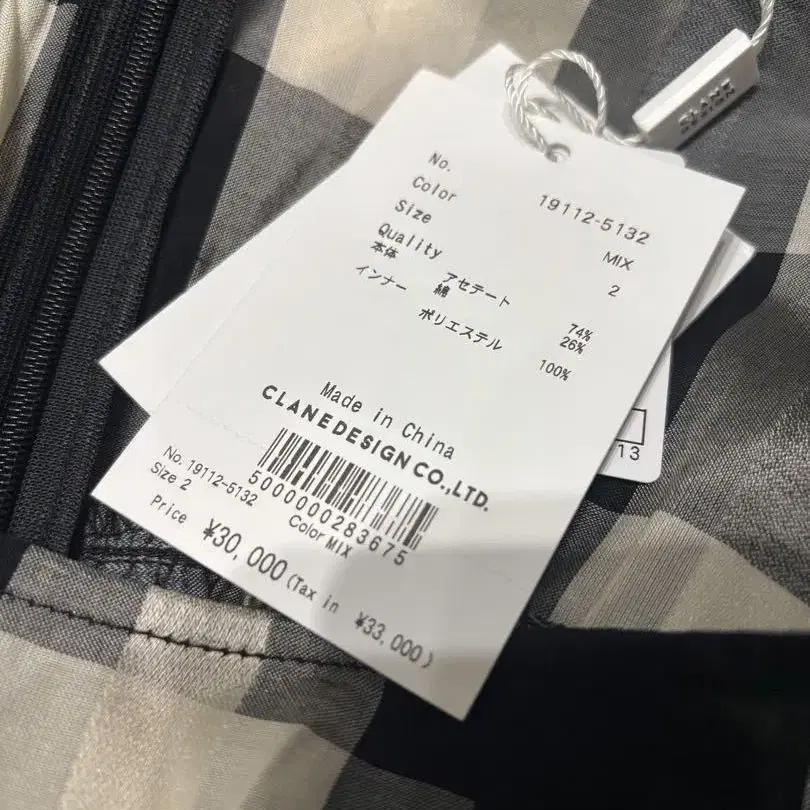 No. 19112-5132
Color MIX
Size 2
Quality
本体 アセテート 74%
綿 26%
インナー ポリエステル 100%
Made in China
CLANEDESIGN CO.,LTD.
5000000283675
No. 19112-5132
Size 2 Color MIX
Price ¥30,000(Tax in ¥33,000)
13
CLANE
DESIGN